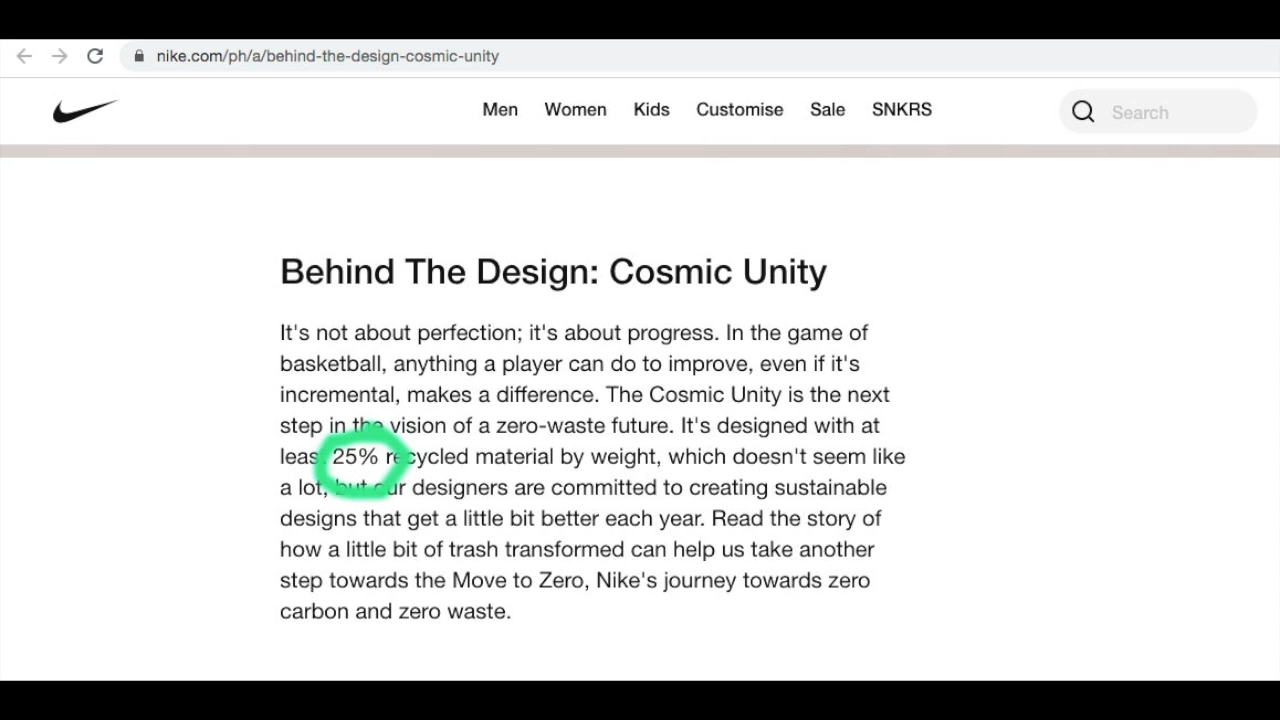 nike.com/ph/a/behind-the-design-cosmic-unity
Men Women Kids Customise Sale SNKRS
Search
Behind The Design: Cosmic Unity
It's not about perfection; it's about progress. In the game of
basketball, anything a player can do to improve, even if it's
incremental, makes a difference. The Cosmic Unity is the next
step in the vision of a zero-waste future. It's designed with at
least 25% recycled material by weight, which doesn't seem like
a lot, but our designers are committed to creating sustainable
designs that get a little bit better each year. Read the story of
how a little bit of trash transformed can help us take another
step towards the Move to Zero, Nike's journey towards zero
carbon and zero waste.